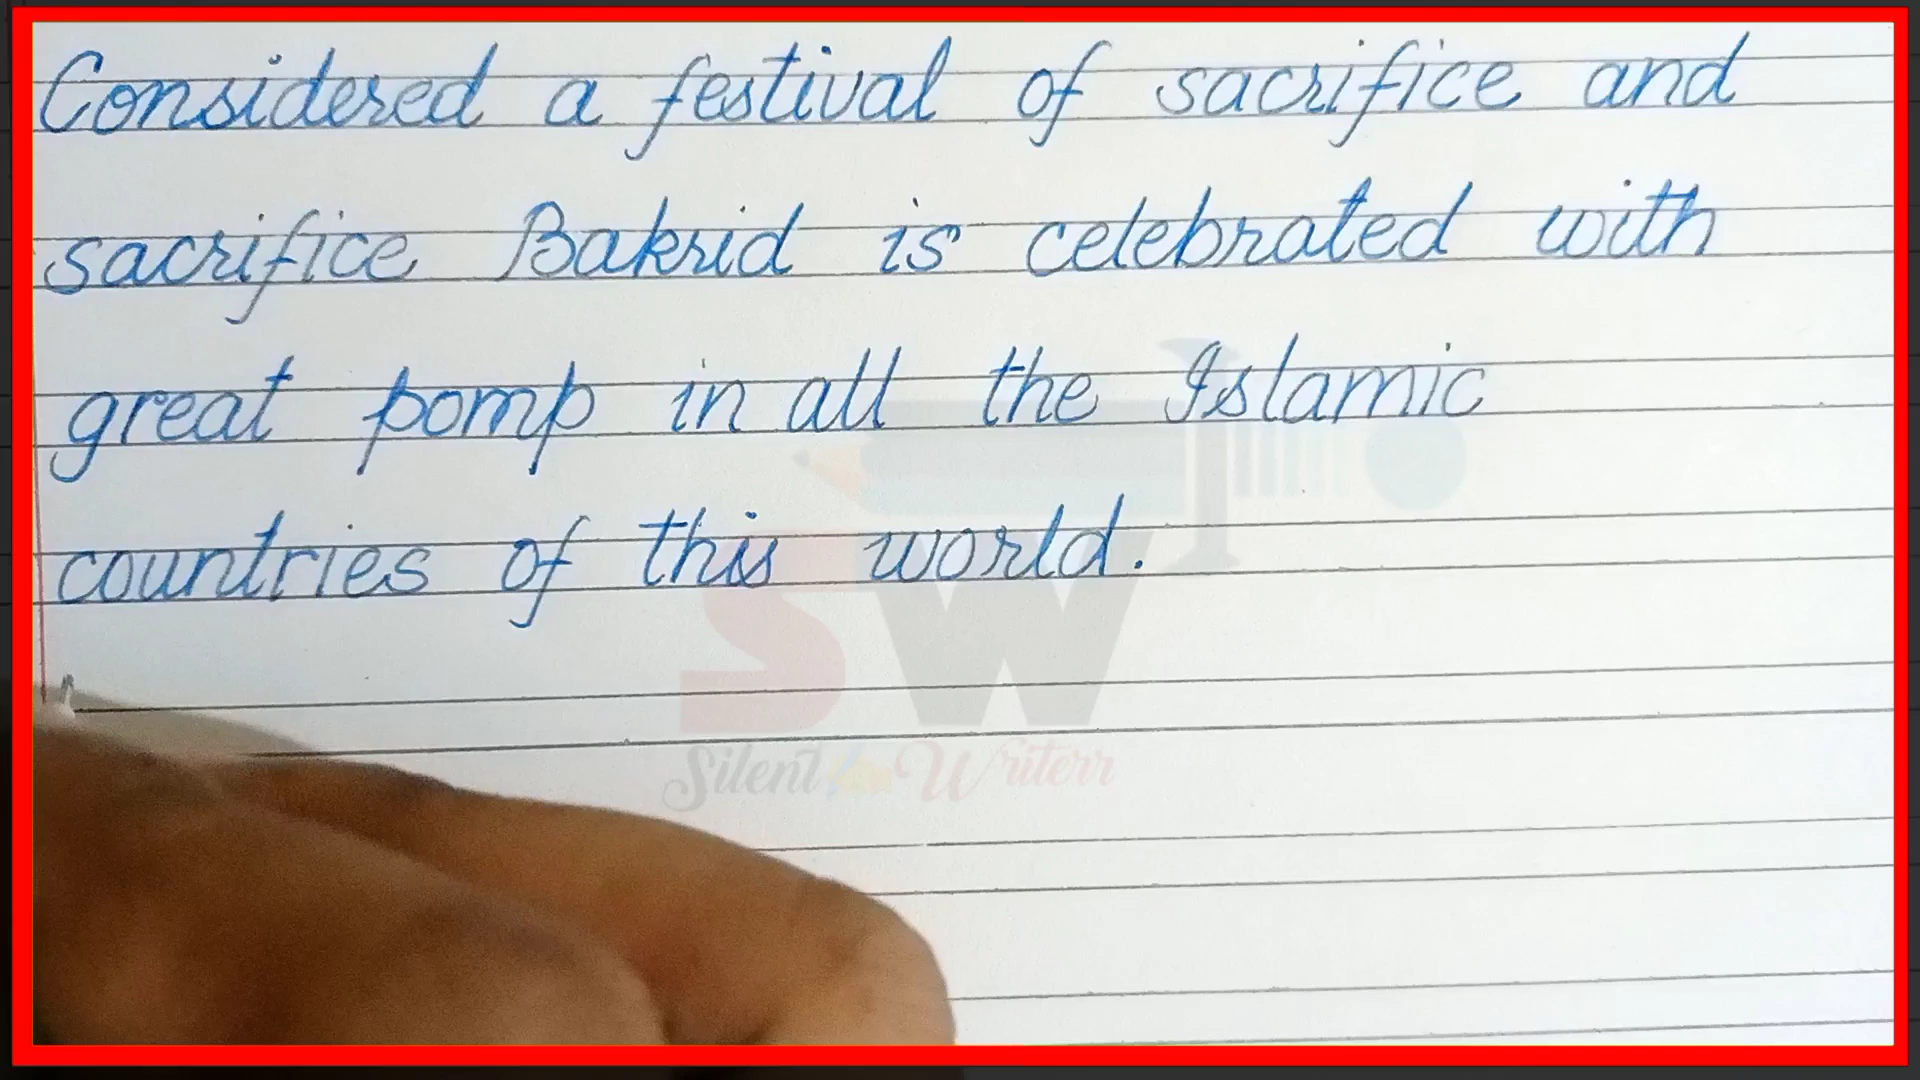 Considered a festival of sacrifice and
sacrifice Bakrid is celebrated with
great pomp in all the Islamic
countries of this world.
SW
Silent Writerr